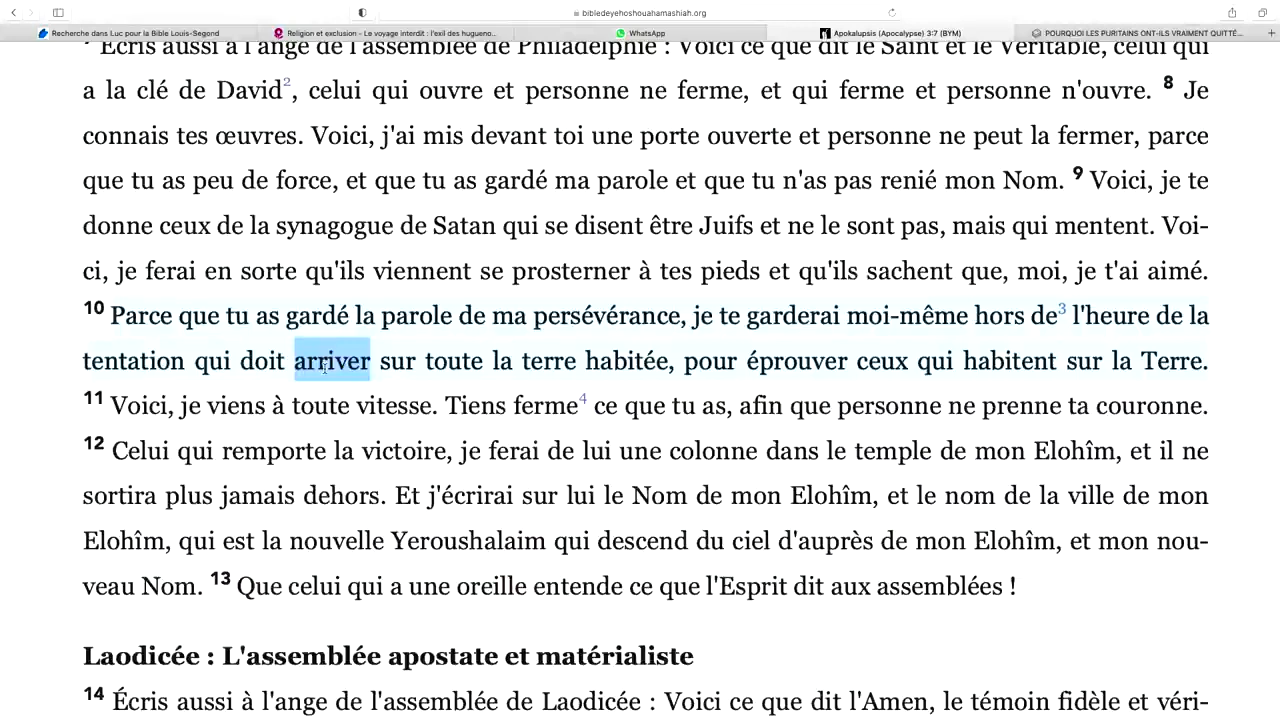 bibledeyehoshouahamashiah.org
Recherche dans Luc pour la Bible Louis-Segond
Religion et exclusion - Le voyage interdit : l'exil des hugueno...
WhatsApp
Apokalupsis (Apocalypse) 3:7 (BYM)
POURQUOI LES PURITAINS ONT-ILS VRAIMENT QUITTÉ...
7 Écris aussi à l'ange de l'assemblée de Philadelphie : Voici ce que dit le Saint et le Véritable, celui qui
a la clé de David2, celui qui ouvre et personne ne ferme, et qui ferme et personne n'ouvre. 8 Je
connais tes œuvres. Voici, j'ai mis devant toi une porte ouverte et personne ne peut la fermer, parce
que tu as peu de force, et que tu as gardé ma parole et que tu n'as pas renié mon Nom. 9 Voici, je te
donne ceux de la synagogue de Satan qui se disent être Juifs et ne le sont pas, mais qui mentent. Voi-
ci, je ferai en sorte qu'ils viennent se prosterner à tes pieds et qu'ils sachent que, moi, je t'ai aimé.
10 Parce que tu as gardé la parole de ma persévérance, je te garderai moi-même hors de3 l'heure de la
tentation qui doit arriver sur toute la terre habitée, pour éprouver ceux qui habitent sur la Terre.
11 Voici, je viens à toute vitesse. Tiens ferme4 ce que tu as, afin que personne ne prenne ta couronne.
12 Celui qui remporte la victoire, je ferai de lui une colonne dans le temple de mon Elohîm, et il ne
sortira plus jamais dehors. Et j'écrirai sur lui le Nom de mon Elohîm, et le nom de la ville de mon
Elohîm, qui est la nouvelle Yeroushalaim qui descend du ciel d'auprès de mon Elohîm, et mon nou-
veau Nom. 13 Que celui qui a une oreille entende ce que l'Esprit dit aux assemblées !
Laodicée : L'assemblée apostate et matérialiste
14 Écris aussi à l'ange de l'assemblée de Laodicée : Voici ce que dit l'Amen, le témoin fidèle et véri-